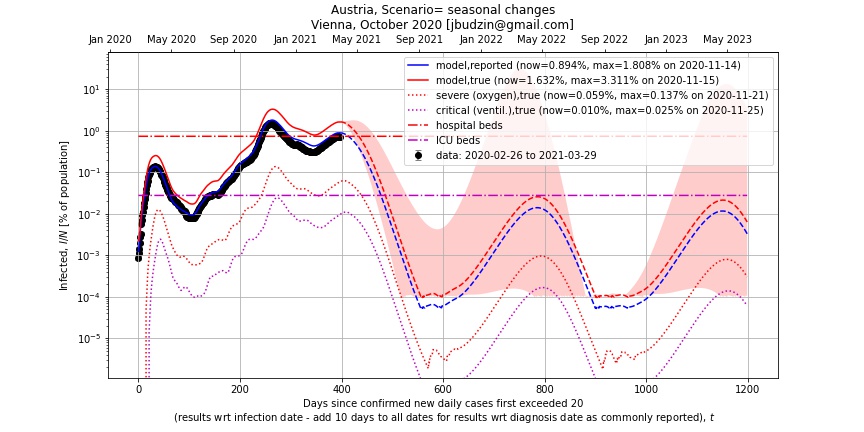 Austria, Scenario= seasonal changes
Vienna, October 2020 [jbudzin@gmail.com]
Jan 2020 May 2020 Sep 2020 Jan 2021 May 2021 Sep 2021 Jan 2022 May 2022 Sep 2022 Jan 2023 May 2023
model,reported (now=0.894%, max=1.808% on 2020-11-14)
model,true (now=1.632%, max=3.311% on 2020-11-15)
severe (oxygen),true (now=0.059%, max=0.137% on 2020-11-21)
critical (ventil.),true (now=0.010%, max=0.025% on 2020-11-25)
hospital beds
ICU beds
data: 2020-02-26 to 2021-03-29
Infected, I/N [% of population]
10¹
10⁰
10⁻¹
10⁻²
10⁻³
10⁻⁴
10⁻⁵
0 200 400 600 800 1000 1200
Days since confirmed new daily cases first exceeded 20
(results wrt infection date - add 10 days to all dates for results wrt diagnosis date as commonly reported), t